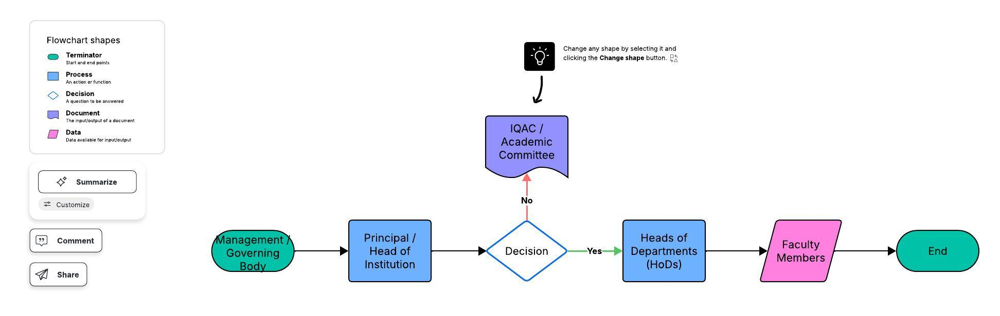 Flowchart shapes
Terminator
Start and end points
Process
An action or function
Decision
A question to be answered
Document
The input/output of a document
Data
Data available for input/output
Summarize
Customize
Comment
Share
Change any shape by selecting it and
clicking the Change shape button.
IQAC /
Academic
Committee
No
Management /
Governing
Body
Principal /
Head of
Institution
Decision
Yes
Heads of
Departments
(HoDs)
Faculty
Members
End